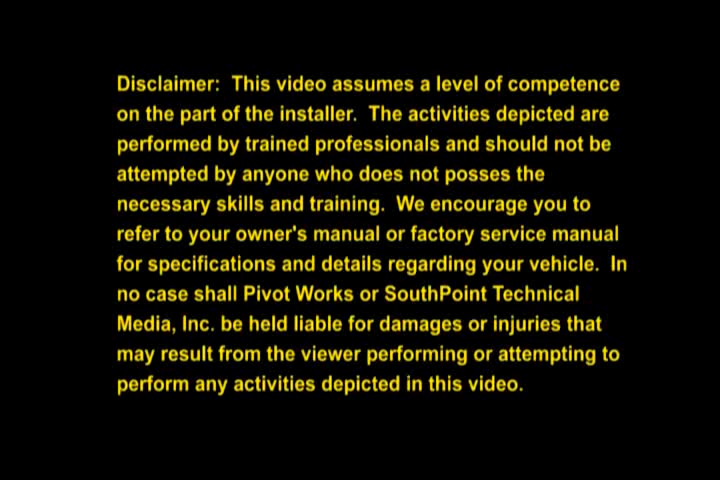 Disclaimer:  This video assumes a level of competence
on the part of the installer.  The activities depicted are
performed by trained professionals and should not be
attempted by anyone who does not posses the
necessary skills and training.  We encourage you to
refer to your owner's manual or factory service manual
for specifications and details regarding your vehicle.  In
no case shall Pivot Works or SouthPoint Technical
Media, Inc. be held liable for damages or injuries that
may result from the viewer performing or attempting to
perform any activities depicted in this video.